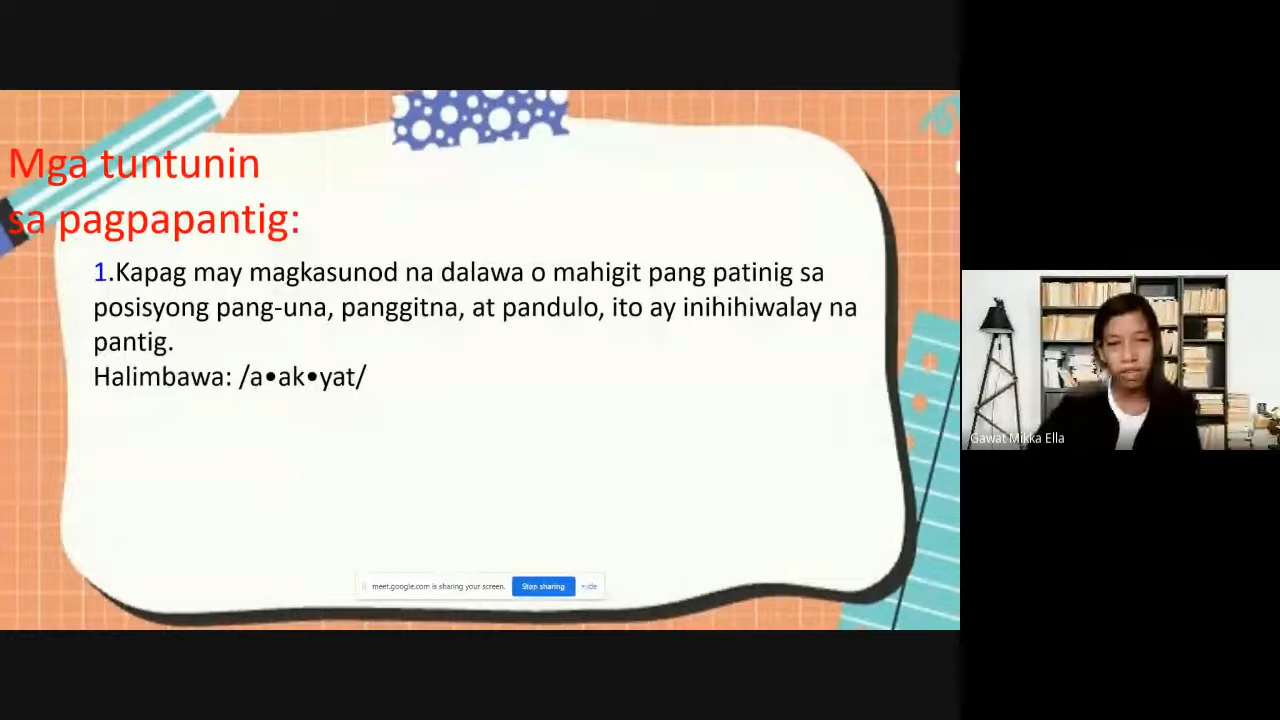 Mga tuntunin
sa pagpapantig:
1.Kapag may magkasunod na dalawa o mahigit pang patinig sa
posisyong pang-una, panggitna, at pandulo, ito ay inihihiwalay na
pantig.
Halimbawa: /a•ak•yat/
meet.google.com is sharing your screen. Stop sharing Hide
Gawat Mikka Ella